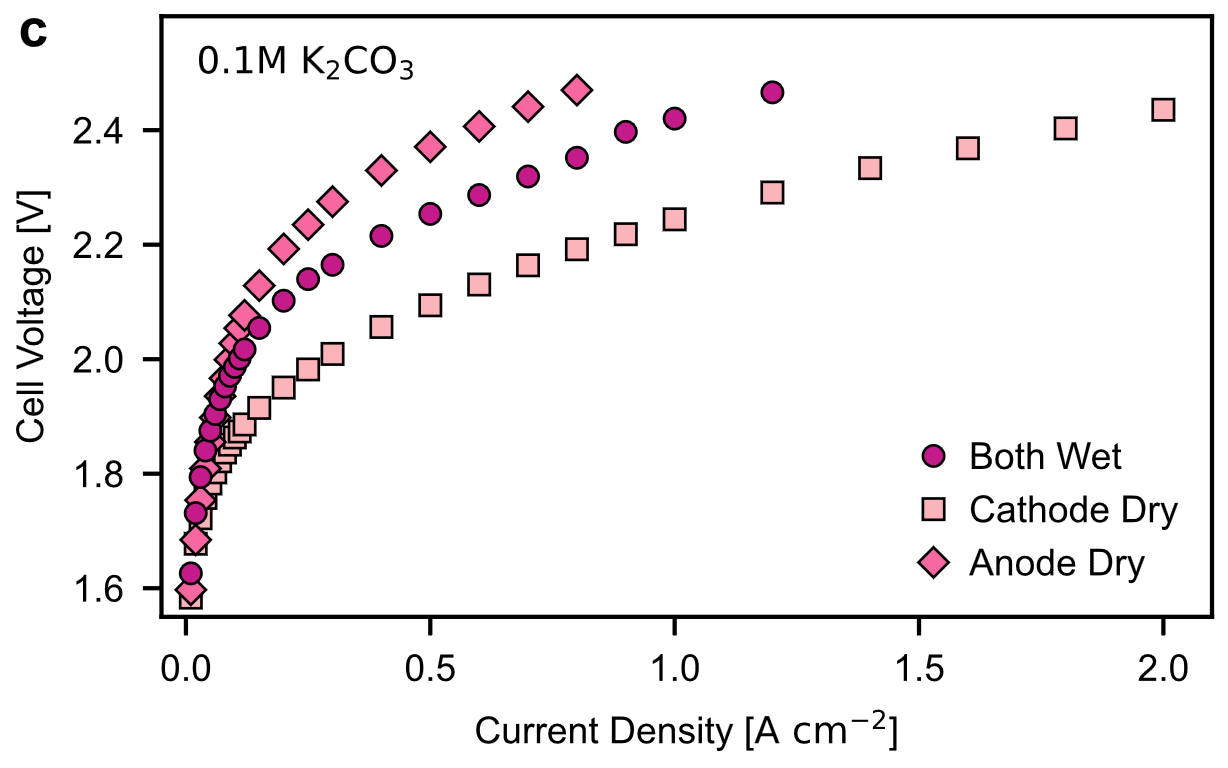 c
0.1M K₂CO₃
Cell Voltage [V]
2.4
2.2
2.0
1.8
1.6
Both Wet
Cathode Dry
Anode Dry
0.0 0.5 1.0 1.5 2.0
Current Density [A cm⁻²]